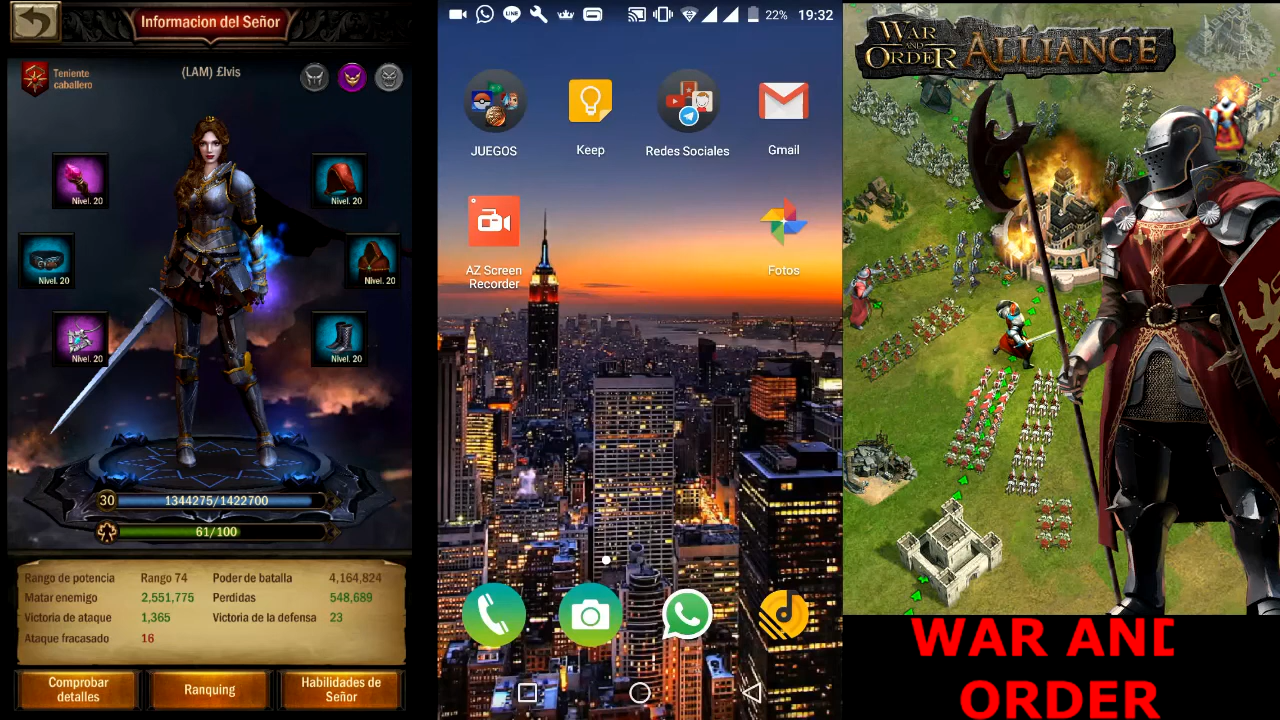 Informacion del Señor
Teniente
caballero
(LAM) £lvis
Nivel. 20
Nivel. 20
Nivel. 20
Nivel. 20
Nivel. 20
Nivel. 20
30
1344275/1422700
61/100
Rango de potencia Rango 74 Poder de batalla 4,164,824
Matar enemigo 2,551,775 Perdidas 548,689
Victoria de ataque 1,365 Victoria de la defensa 23
Ataque fracasado 16
Comprobar
detalles
Ranquing
Habilidades de
Señor
LINE
22% 19:32
JUEGOS
Keep
Redes Sociales
Gmail
AZ Screen
Recorder
Fotos
WAR
AND
ORDER
ALLIANCE
WAR AND
ORDER